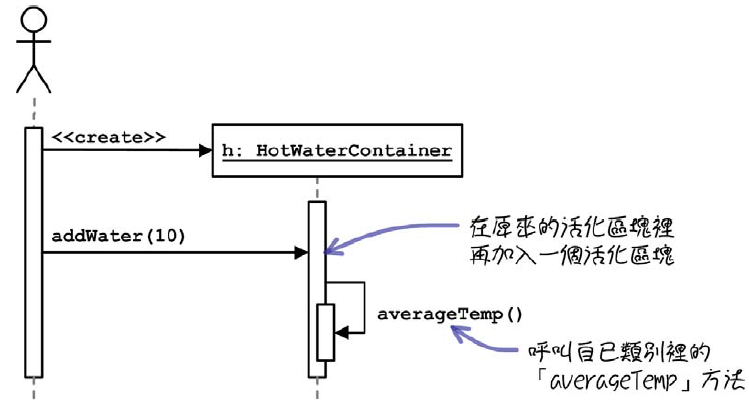 <<create>>
h: HotWaterContainer
addWater(10)
在原來的活化區塊裡
再加入一個活化區塊
averageTemp()
呼叫自已類別裡的
「averageTemp」方法